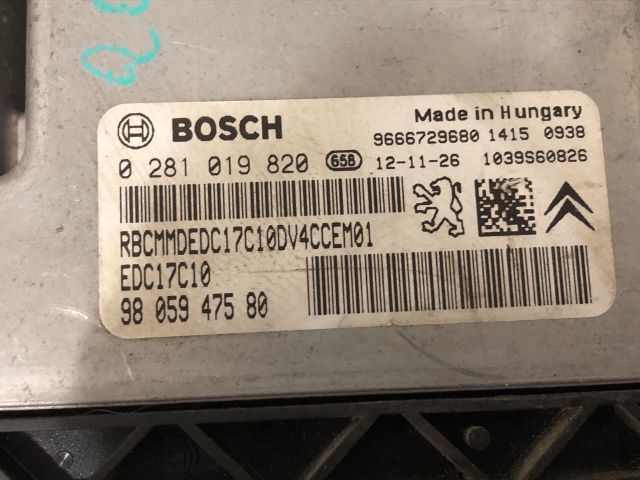 BOSCH
Made in Hungary
9666729680 1415 0938
0 281 019 820 658 12-11-26 1039S60826
RBCMMDEDC17C10DV4CCEM01
EDC17C10
98 059 475 80